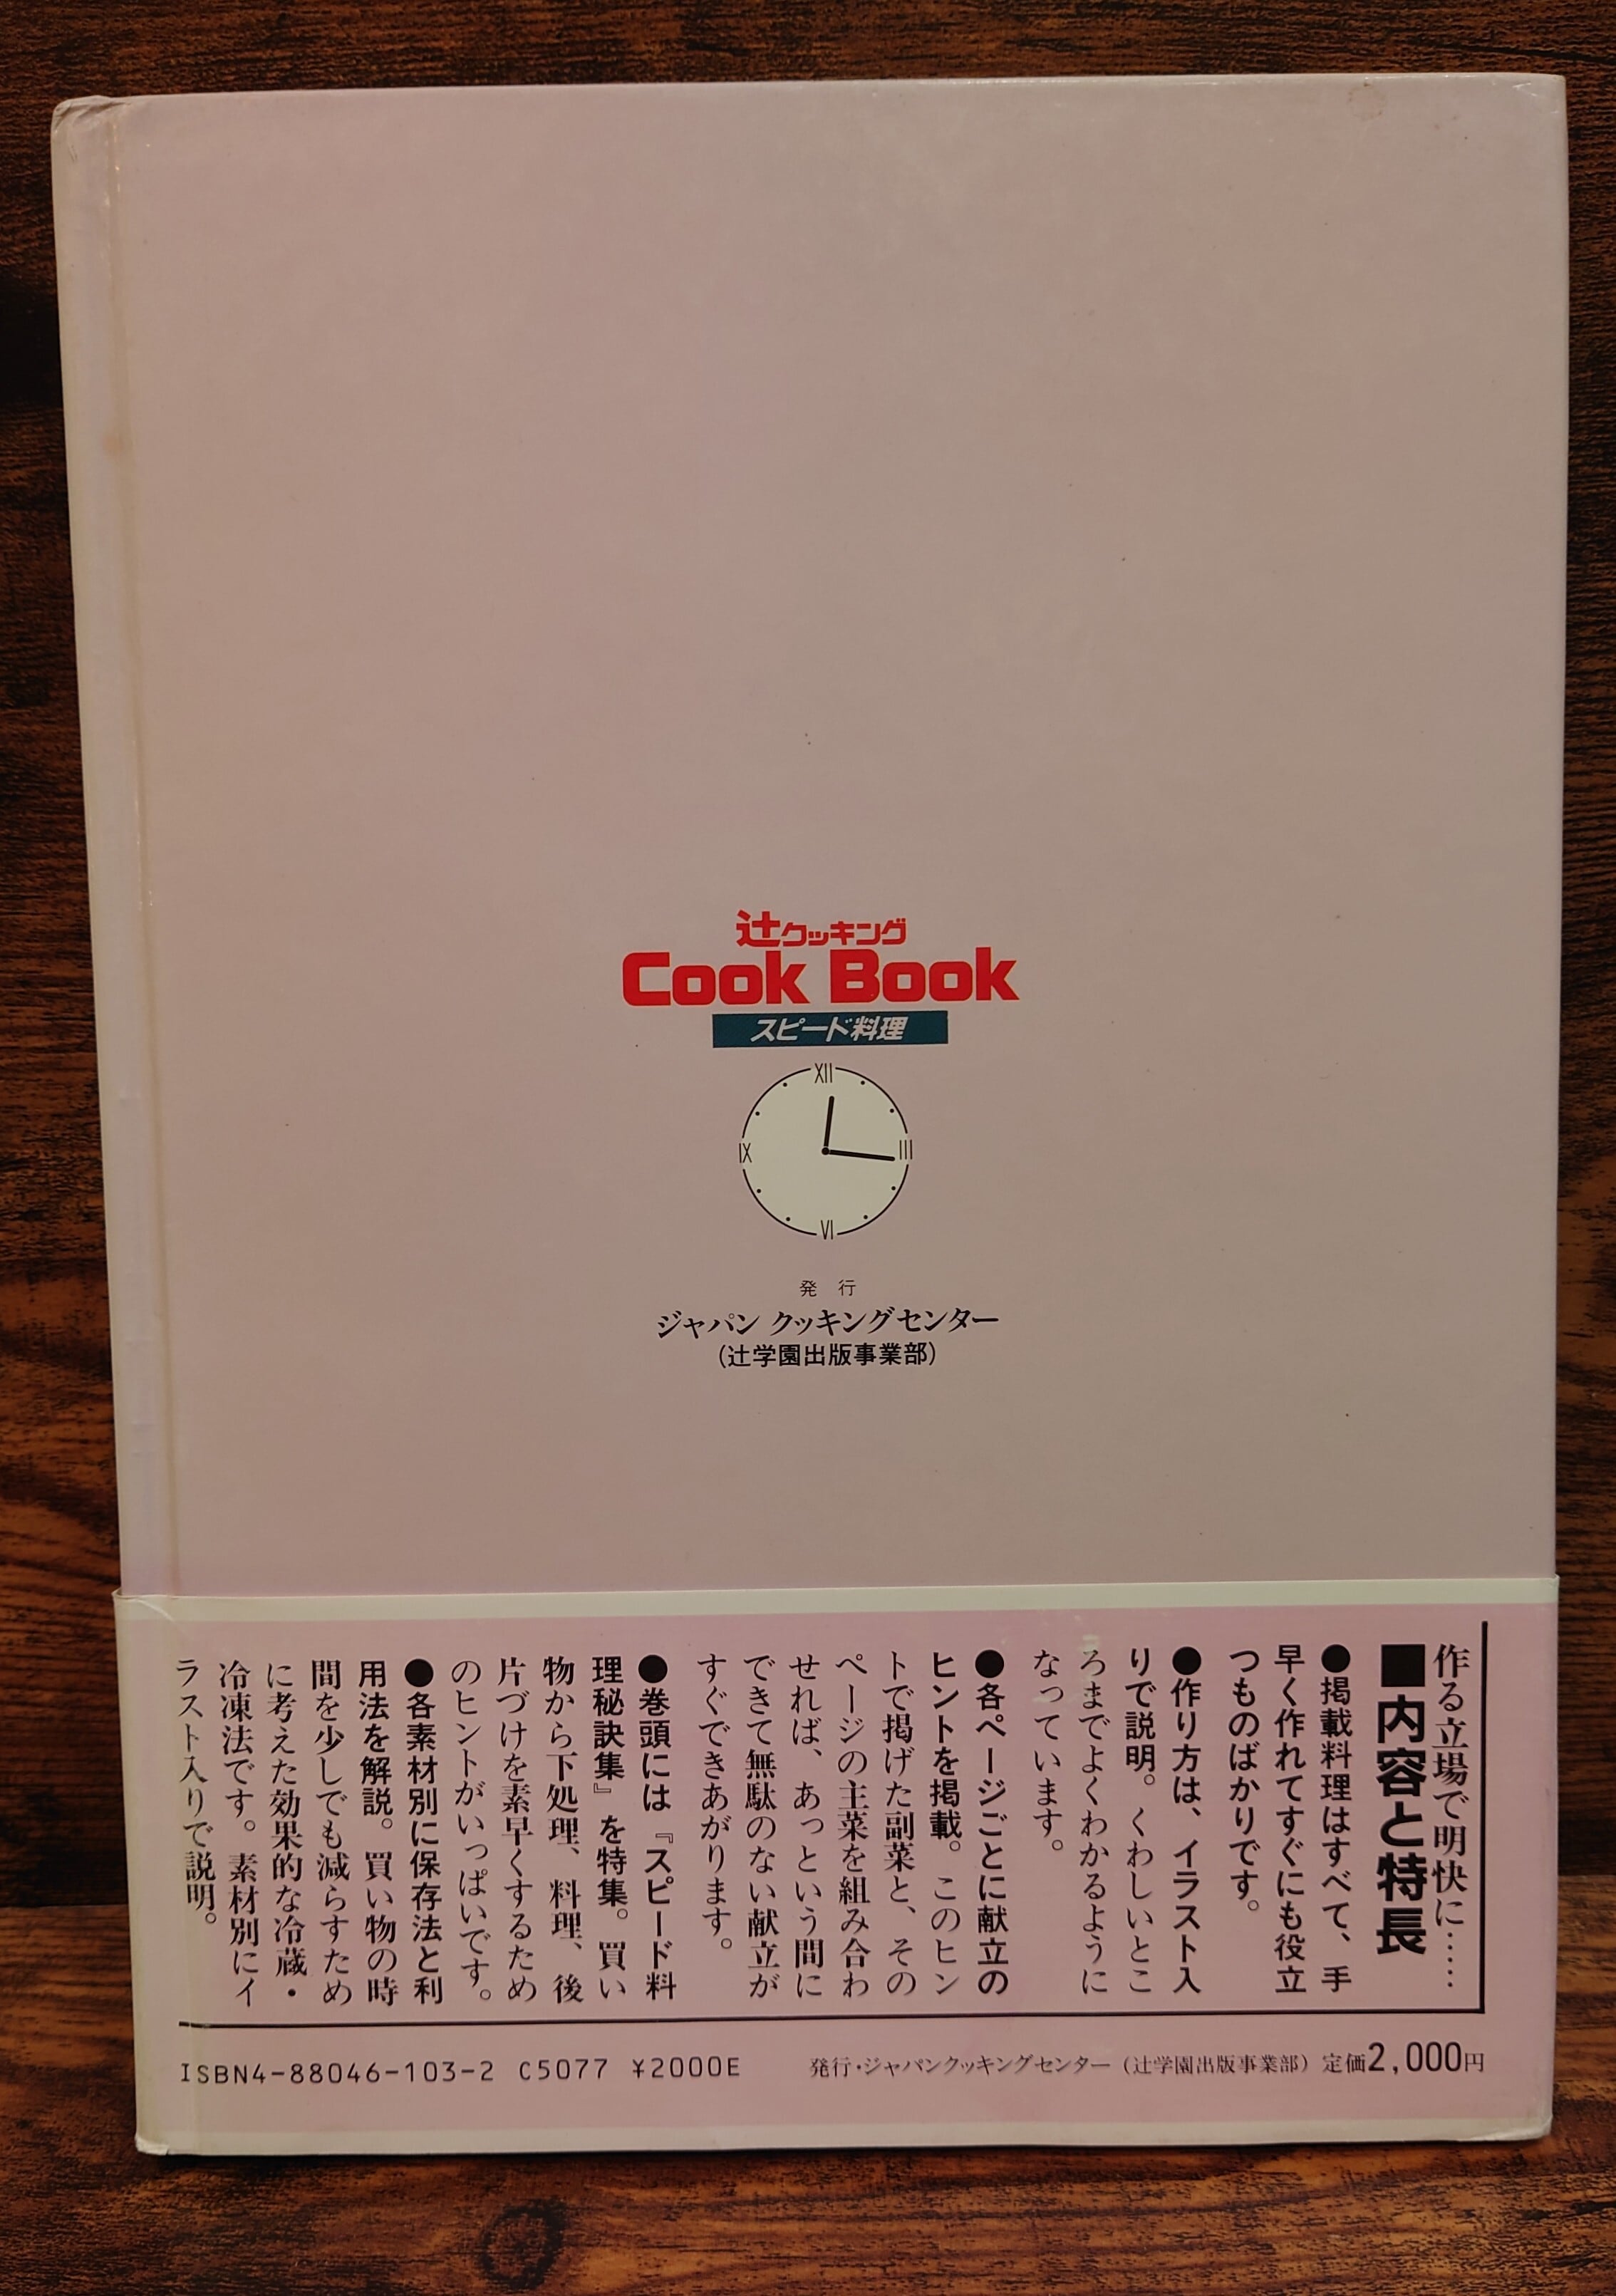 辻クッキング
Cook Book
スピード料理
XII
III
VI
IX
発 行
ジャパン クッキングセンター
(辻学園出版事業部)
作る立場で明快に……
■内容と特長
●掲載料理はすべて、手
早く作れてすぐにも役立
つものばかりです。
●作り方は、イラスト入
りで説明。くわしいとこ
ろまでよくわかるように
なっています。
●各ページごとに献立の
ヒントを掲載。このヒン
トで掲げた副菜と、その
ページの主菜を組み合わ
せれば、あっという間に
できて無駄のない献立が
すぐできあがります。
●巻頭には『スピード料
理秘訣集』を特集。買い
物から下処理、料理、後
片づけを素早くするため
のヒントがいっぱいです。
●各素材別に保存法と利
用法を解説。買い物の時
間を少しでも減らすため
に考えた効果的な冷蔵・
冷凍法です。素材別にイ
ラスト入りで説明。
ISBN4-88046-103-2 C5077 ¥2000E
発行・ジャパンクッキングセンター（辻学園出版事業部）定価2,000円